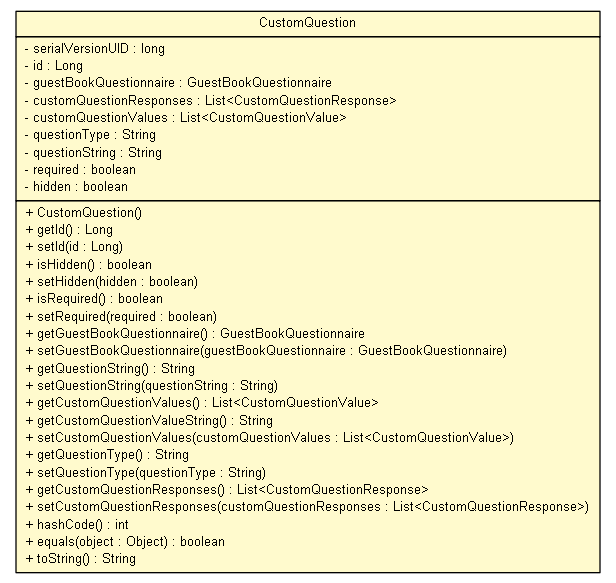 CustomQuestion
- serialVersionUID : long
- id : Long
- guestBookQuestionnaire : GuestBookQuestionnaire
- customQuestionResponses : List<CustomQuestionResponse>
- customQuestionValues : List<CustomQuestionValue>
- questionType : String
- questionString : String
- required : boolean
- hidden : boolean
+ CustomQuestion()
+ getId() : Long
+ setId(id : Long)
+ isHidden() : boolean
+ setHidden(hidden : boolean)
+ isRequired() : boolean
+ setRequired(required : boolean)
+ getGuestBookQuestionnaire() : GuestBookQuestionnaire
+ setGuestBookQuestionnaire(guestBookQuestionnaire : GuestBookQuestionnaire)
+ getQuestionString() : String
+ setQuestionString(questionString : String)
+ getCustomQuestionValues() : List<CustomQuestionValue>
+ getCustomQuestionValueString() : String
+ setCustomQuestionValues(customQuestionValues : List<CustomQuestionValue>)
+ getQuestionType() : String
+ setQuestionType(questionType : String)
+ getCustomQuestionResponses() : List<CustomQuestionResponse>
+ setCustomQuestionResponses(customQuestionResponses : List<CustomQuestionResponse>)
+ hashCode() : int
+ equals(object : Object) : boolean
+ toString() : String